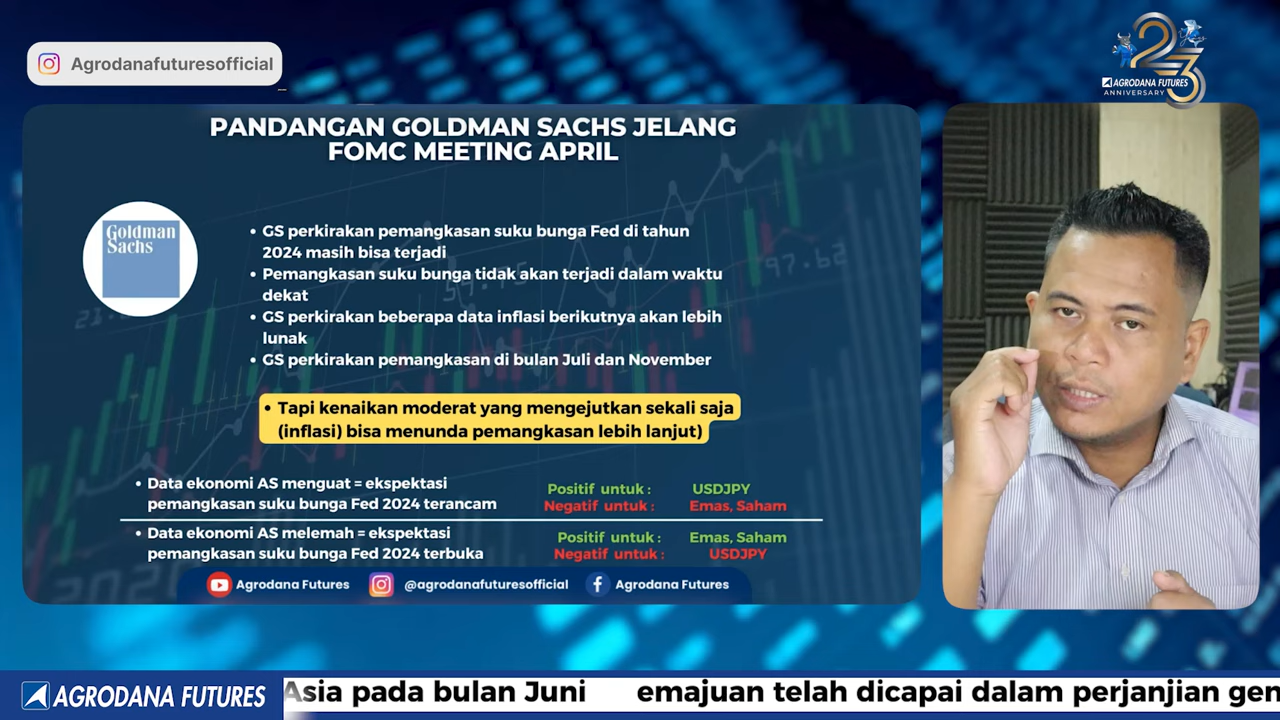 Agrodanafuturesofficial
23
AGRODANA FUTURES
ANNIVERSARY
PANDANGAN GOLDMAN SACHS JELANG
FOMC MEETING APRIL
Goldman
Sachs
• GS perkirakan pemangkasan suku bunga Fed di tahun
2024 masih bisa terjadi
• Pemangkasan suku bunga tidak akan terjadi dalam waktu
dekat
• GS perkirakan beberapa data inflasi berikutnya akan lebih
lunak
• GS perkirakan pemangkasan di bulan Juli dan November
97.62
• Tapi kenaikan moderat yang mengejutkan sekali saja
(inflasi) bisa menunda pemangkasan lebih lanjut)
• Data ekonomi AS menguat = ekspektasi
pemangkasan suku bunga Fed 2024 terancam
Positif untuk : USDJPY
Negatif untuk : Emas, Saham
• Data ekonomi AS melemah = ekspektasi
pemangkasan suku bunga Fed 2024 terbuka
Positif untuk : Emas, Saham
Negatif untuk : USDJPY
Agrodana Futures @agrodanafuturesofficial Agrodana Futures
AGRODANA FUTURES
Asia pada bulan Juni emajuan telah dicapai dalam perjanjian gen